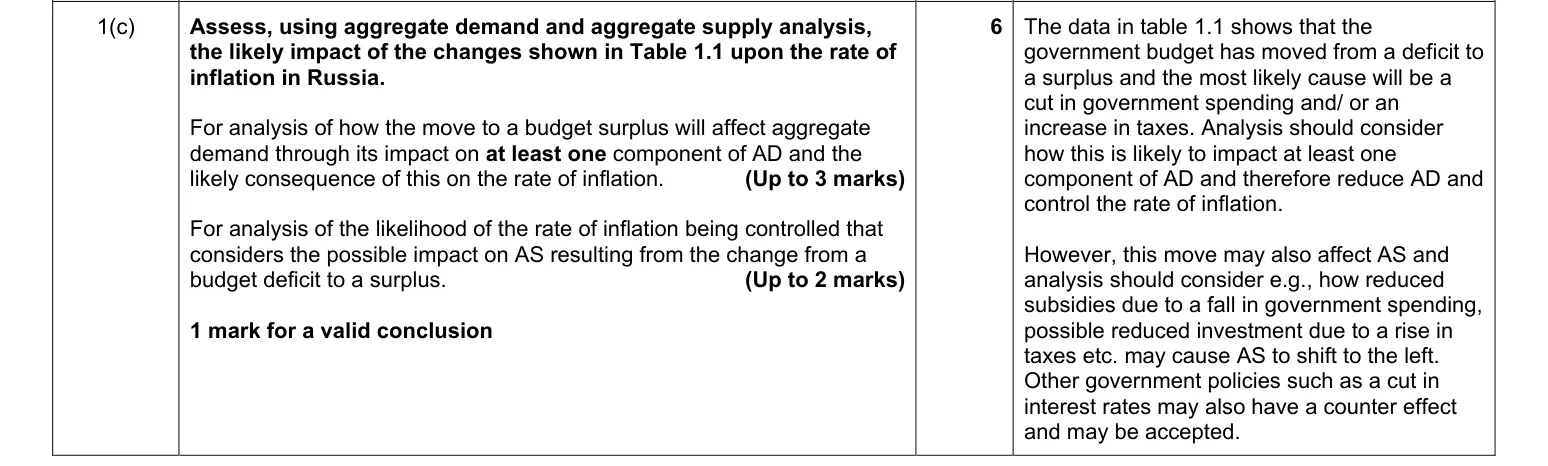 1(c)
Assess, using aggregate demand and aggregate supply analysis,
the likely impact of the changes shown in Table 1.1 upon the rate of
inflation in Russia.
For analysis of how the move to a budget surplus will affect aggregate
demand through its impact on at least one component of AD and the
likely consequence of this on the rate of inflation. (Up to 3 marks)
For analysis of the likelihood of the rate of inflation being controlled that
considers the possible impact on AS resulting from the change from a
budget deficit to a surplus. (Up to 2 marks)
1 mark for a valid conclusion
6
The data in table 1.1 shows that the
government budget has moved from a deficit to
a surplus and the most likely cause will be a
cut in government spending and/ or an
increase in taxes. Analysis should consider
how this is likely to impact at least one
component of AD and therefore reduce AD and
control the rate of inflation.
However, this move may also affect AS and
analysis should consider e.g., how reduced
subsidies due to a fall in government spending,
possible reduced investment due to a rise in
taxes etc. may cause AS to shift to the left.
Other government policies such as a cut in
interest rates may also have a counter effect
and may be accepted.